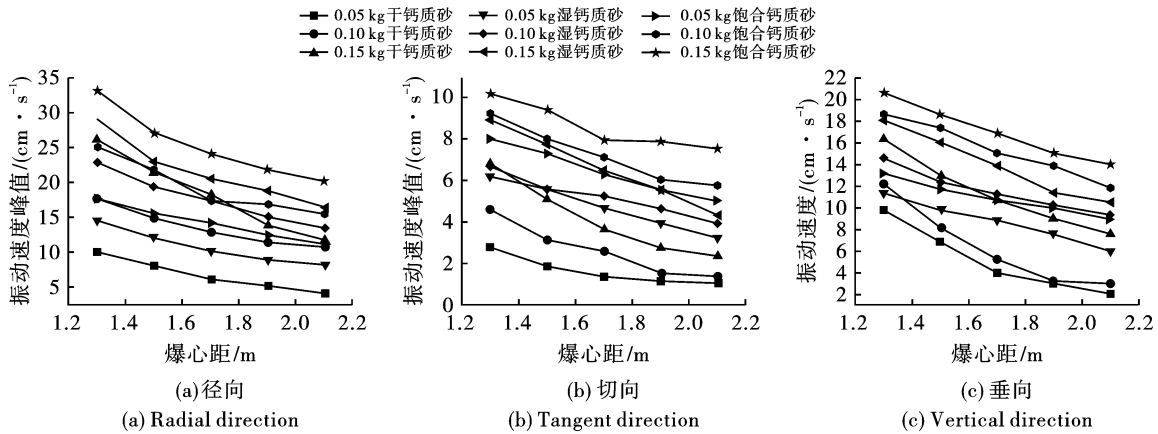 0.05 kg干钙质砂 0.05 kg湿钙质砂 0.05 kg饱合钙质砂
0.10 kg干钙质砂 0.10 kg湿钙质砂 0.10 kg饱合钙质砂
0.15 kg干钙质砂 0.15 kg湿钙质砂 0.15 kg饱合钙质砂
振动速度峰值/(cm·s⁻¹)
35
30
25
20
15
10
5
1.2 1.4 1.6 1.8 2.0 2.2
爆心距/m
(a)径向
(a) Radial direction
振动速度峰值/(cm·s⁻¹)
10
8
6
4
2
0
1.2 1.4 1.6 1.8 2.0 2.2
爆心距/m
(b)切向
(b) Tangent direction
振动速度/(cm·s⁻¹)
22
20
18
16
14
12
10
8
6
4
2
1.2 1.4 1.6 1.8 2.0 2.2
爆心距/m
(c)垂向
(c) Vertical direction